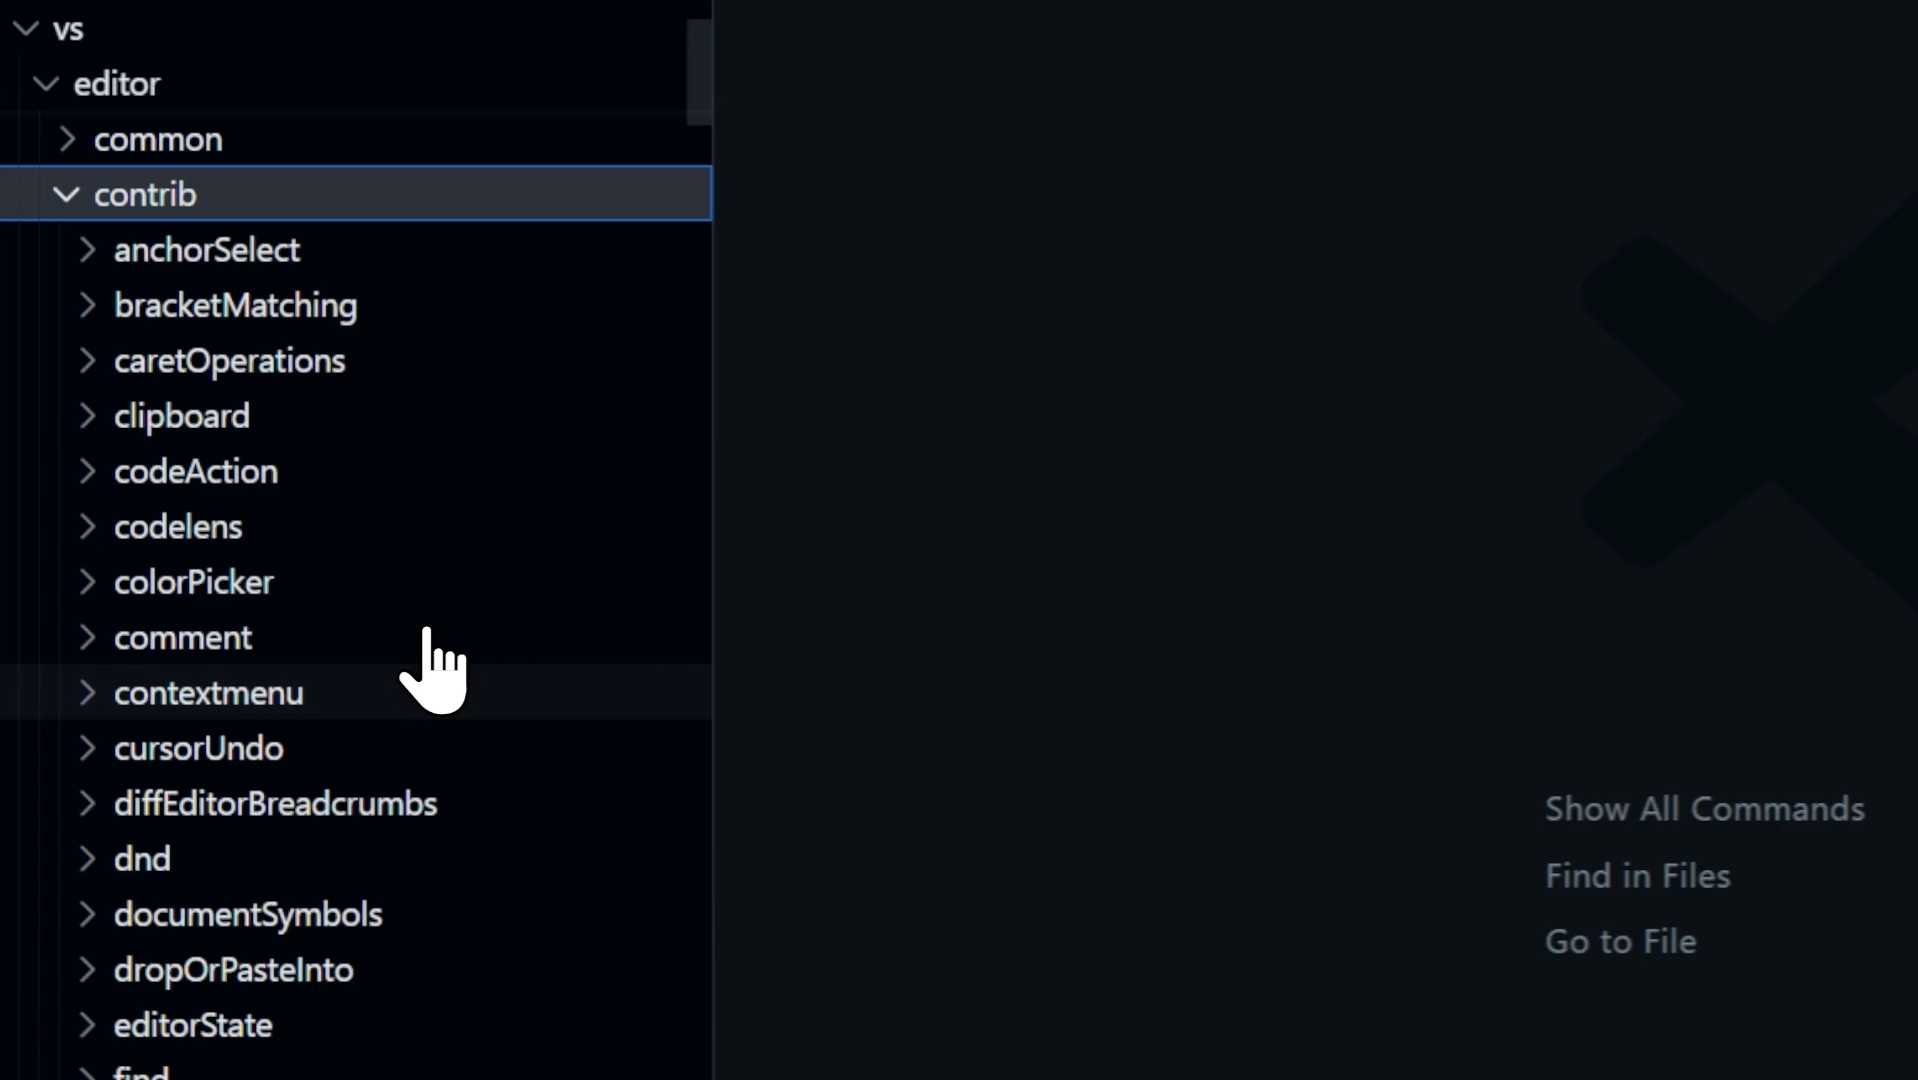 vs
editor
common
contrib
anchorSelect
bracketMatching
caretOperations
clipboard
codeAction
codelens
colorPicker
comment
contextmenu
cursorUndo
diffEditorBreadcrumbs
dnd
documentSymbols
dropOrPasteInto
editorState
find
Show All Commands
Find in Files
Go to File